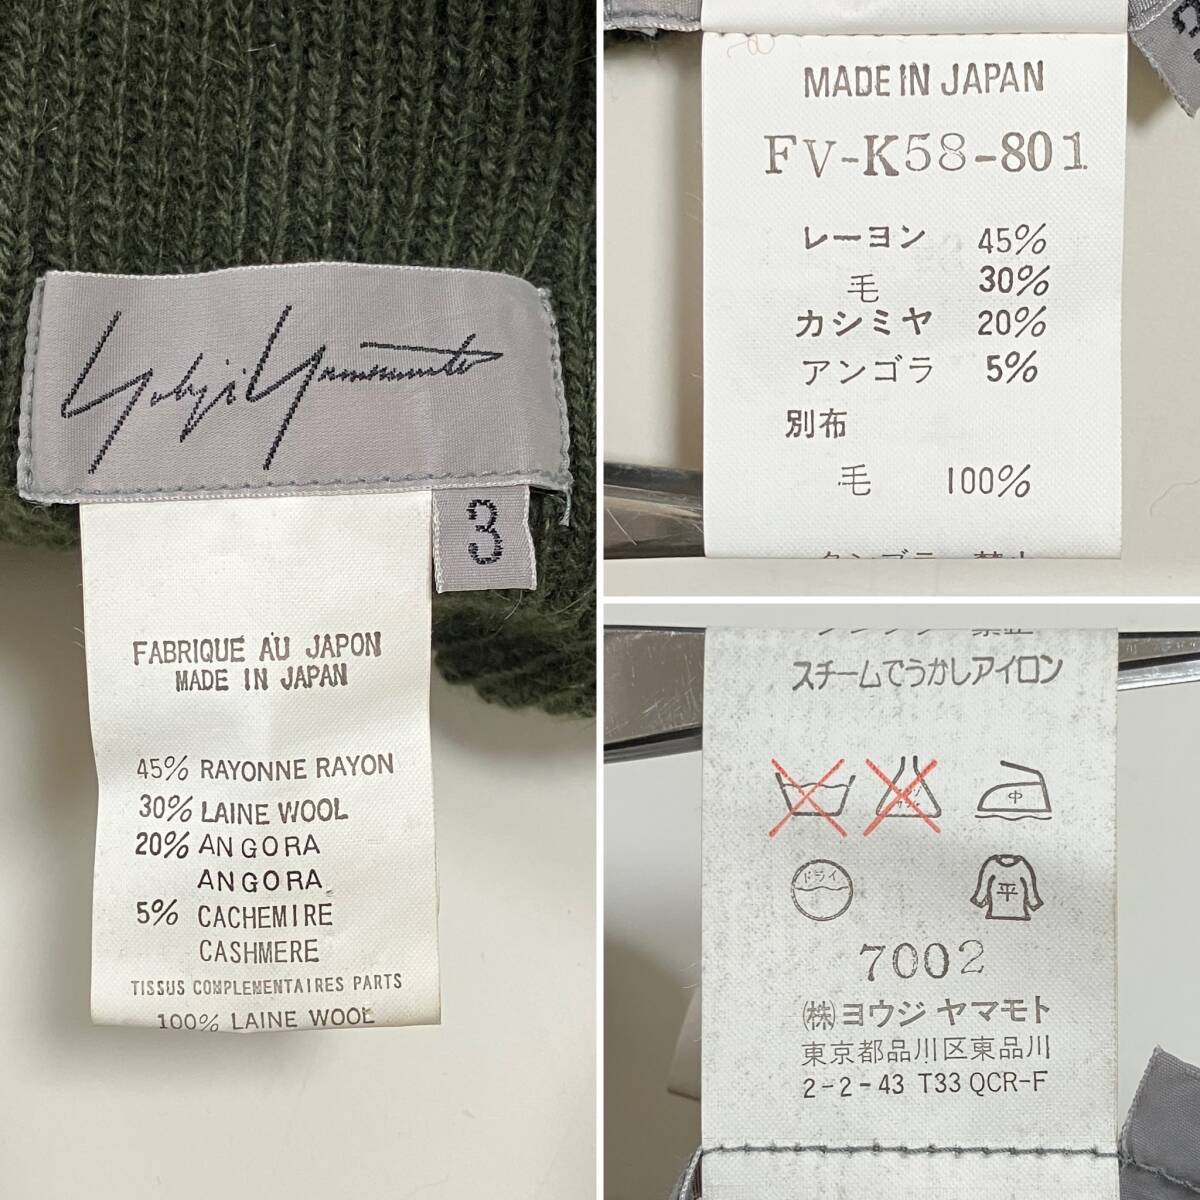 Yohji Yamamoto
3
FABRIQUÉ AU JAPON
MADE IN JAPAN
45% RAYONNE RAYON
30% LAINE WOOL
20% ANGORA
ANGORA
5% CACHEMIRE
CASHMERE
TISSUS COMPLEMENTAIRES PARTS
100% LAINE WOOL
MADE IN JAPAN
FV-K58-801
レーヨン 45%
毛 30%
カシミヤ 20%
アンゴラ 5%
別布
毛 100%
スチームでうかしアイロン
中
ドライ
平
7002
㈱ヨウジ ヤマモト
東京都品川区東品川
2-2-43 T33 QCR-F